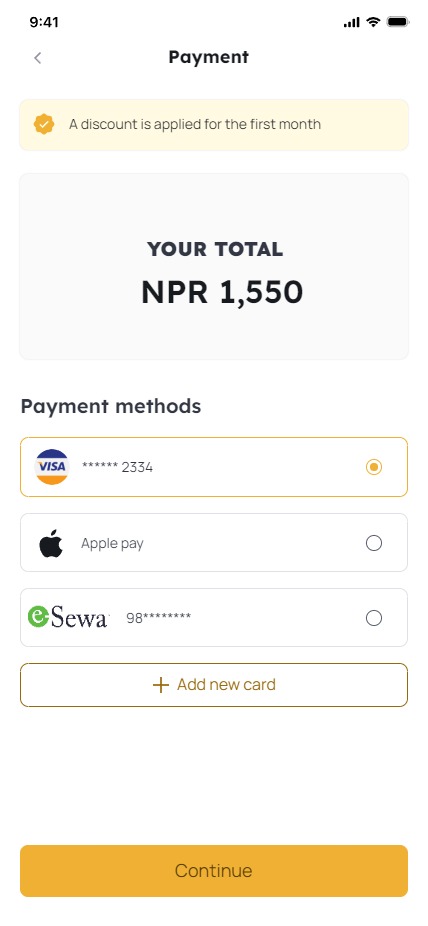 9:41
Payment
A discount is applied for the first month
YOUR TOTAL
NPR 1,550
Payment methods
VISA ****** 2334
Apple pay
e-Sewa 98********
+ Add new card
Continue